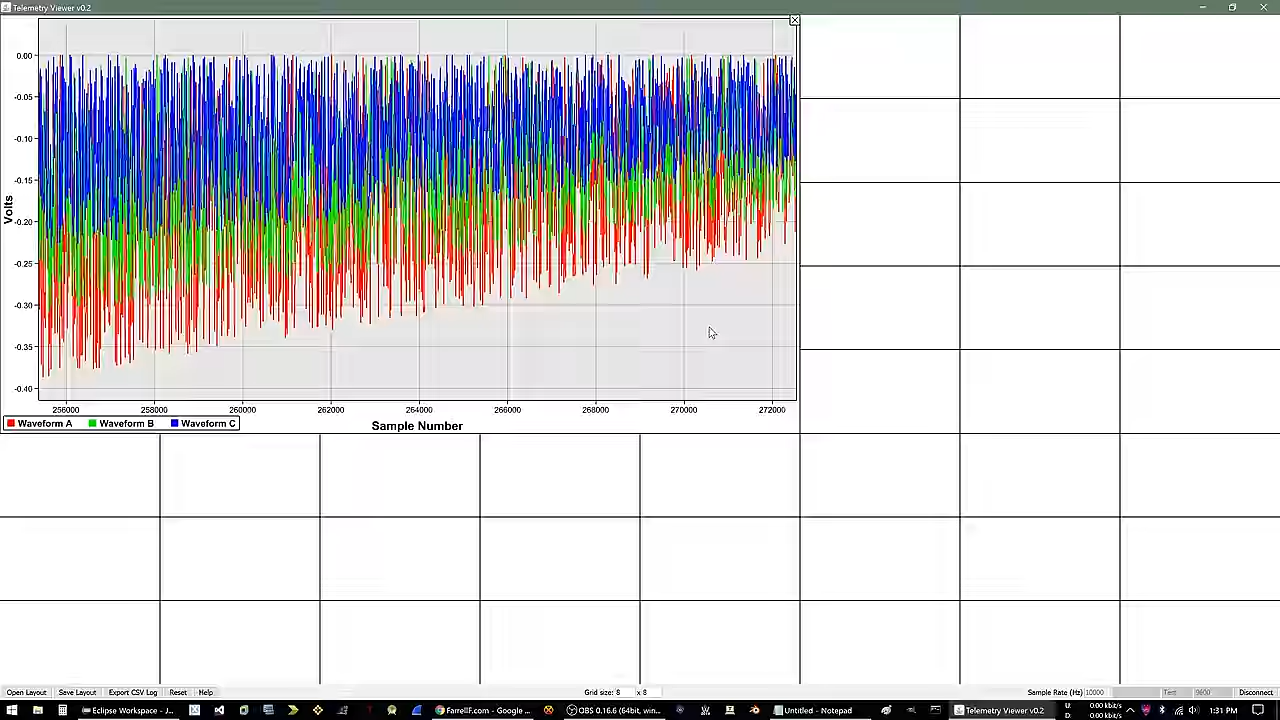 Telemetry Viewer v0.2
0.00
-0.05
-0.10
-0.15
-0.20
-0.25
-0.30
-0.35
-0.40
Volts
256000 258000 260000 262000 264000 266000 268000 270000 272000
Waveform A Waveform B Waveform C
Sample Number
Open Layout Save Layout Export CSV Log Reset Help Grid size: 8 x 8 Sample Rate (Hz) 10000 Test 9600 Disconnect
Eclipse Workspace - J... FarrellF.com - Google ... OBS 0.16.6 (64bit, win... Untitled - Notepad Telemetry Viewer v0.2 U: 0.00 kbit/s 1:31 PM
D: 0.00 kbit/s